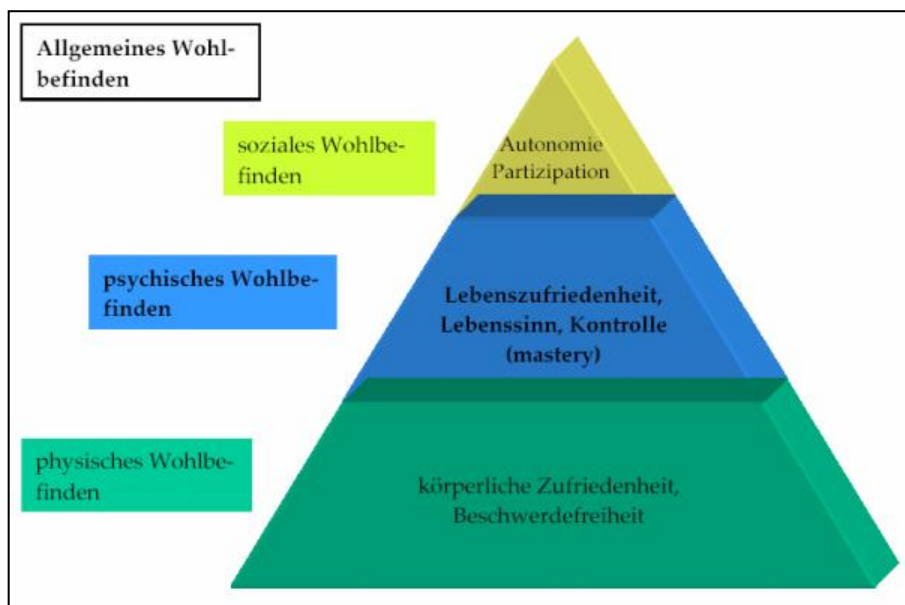 Allgemeines Wohl-
befinden
soziales Wohlbe-
finden
Autonomie
Partizipation
psychisches Wohlbe-
finden
Lebenszufriedenheit,
Lebenssinn, Kontrolle
(mastery)
physisches Wohlbe-
finden
körperliche Zufriedenheit,
Beschwerdefreiheit